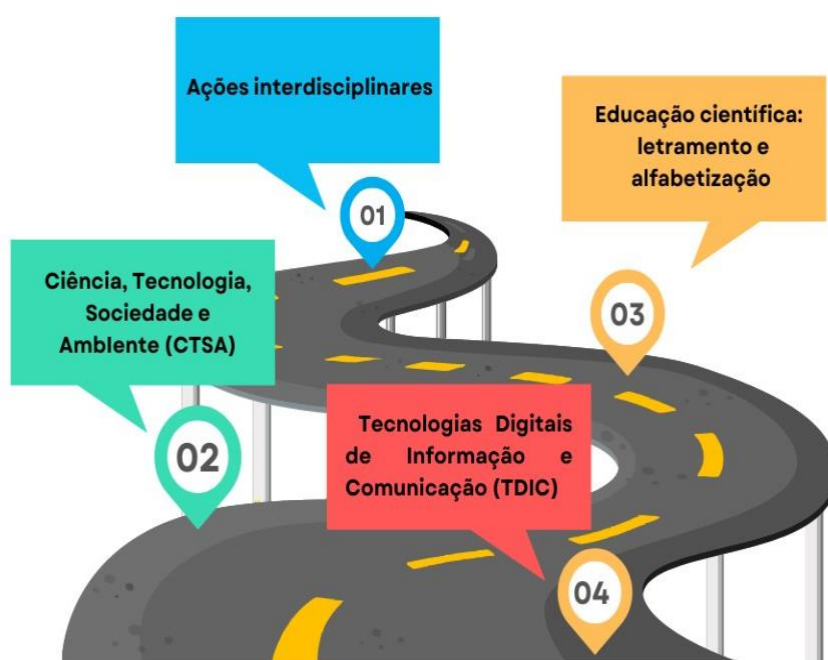 Ações interdisciplinares
01
Ciência, Tecnologia,
Sociedade e
Ambiente (CTSA)
02
Educação científica:
letramento e
alfabetização
03
Tecnologias Digitais
de Informação e
Comunicação (TDIC)
04